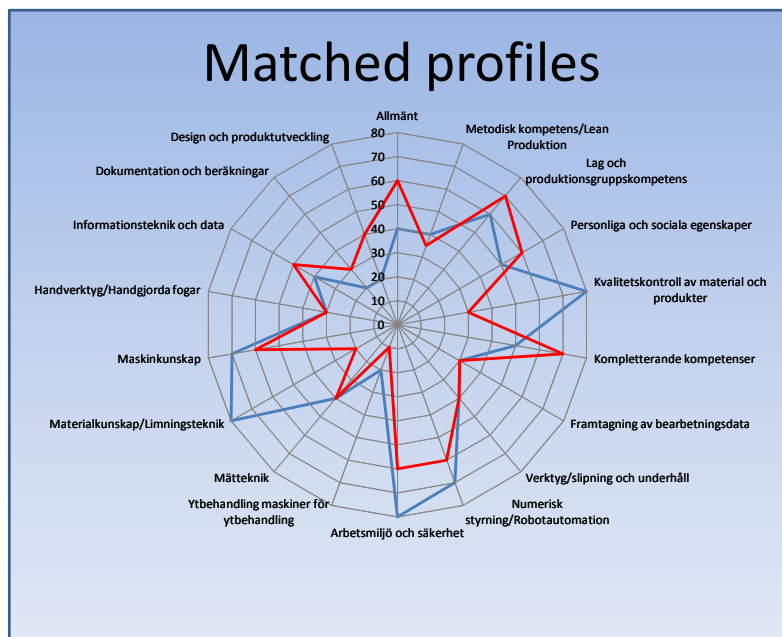 Matched profiles
Allmänt
Metodisk kompetens/Lean
Produktion
Lag och
produktionsgruppskompetens
Personliga och sociala egenskaper
Kvalitetskontroll av material och
produkter
Kompletterande kompetenser
Framtagning av bearbetningsdata
Verktyg/slipning och underhåll
Numerisk
styrning/Robotautomation
Arbetsmiljö och säkerhet
Ytbehandling maskiner för
ytbehandling
Mätteknik
Materialkunskap/Limningsteknik
Maskinkunskap
Handverktyg/Handgjorda fogar
Informationsteknik och data
Dokumentation och beräkningar
Design och produktutveckling
80
70
60
50
40
30
20
10
0